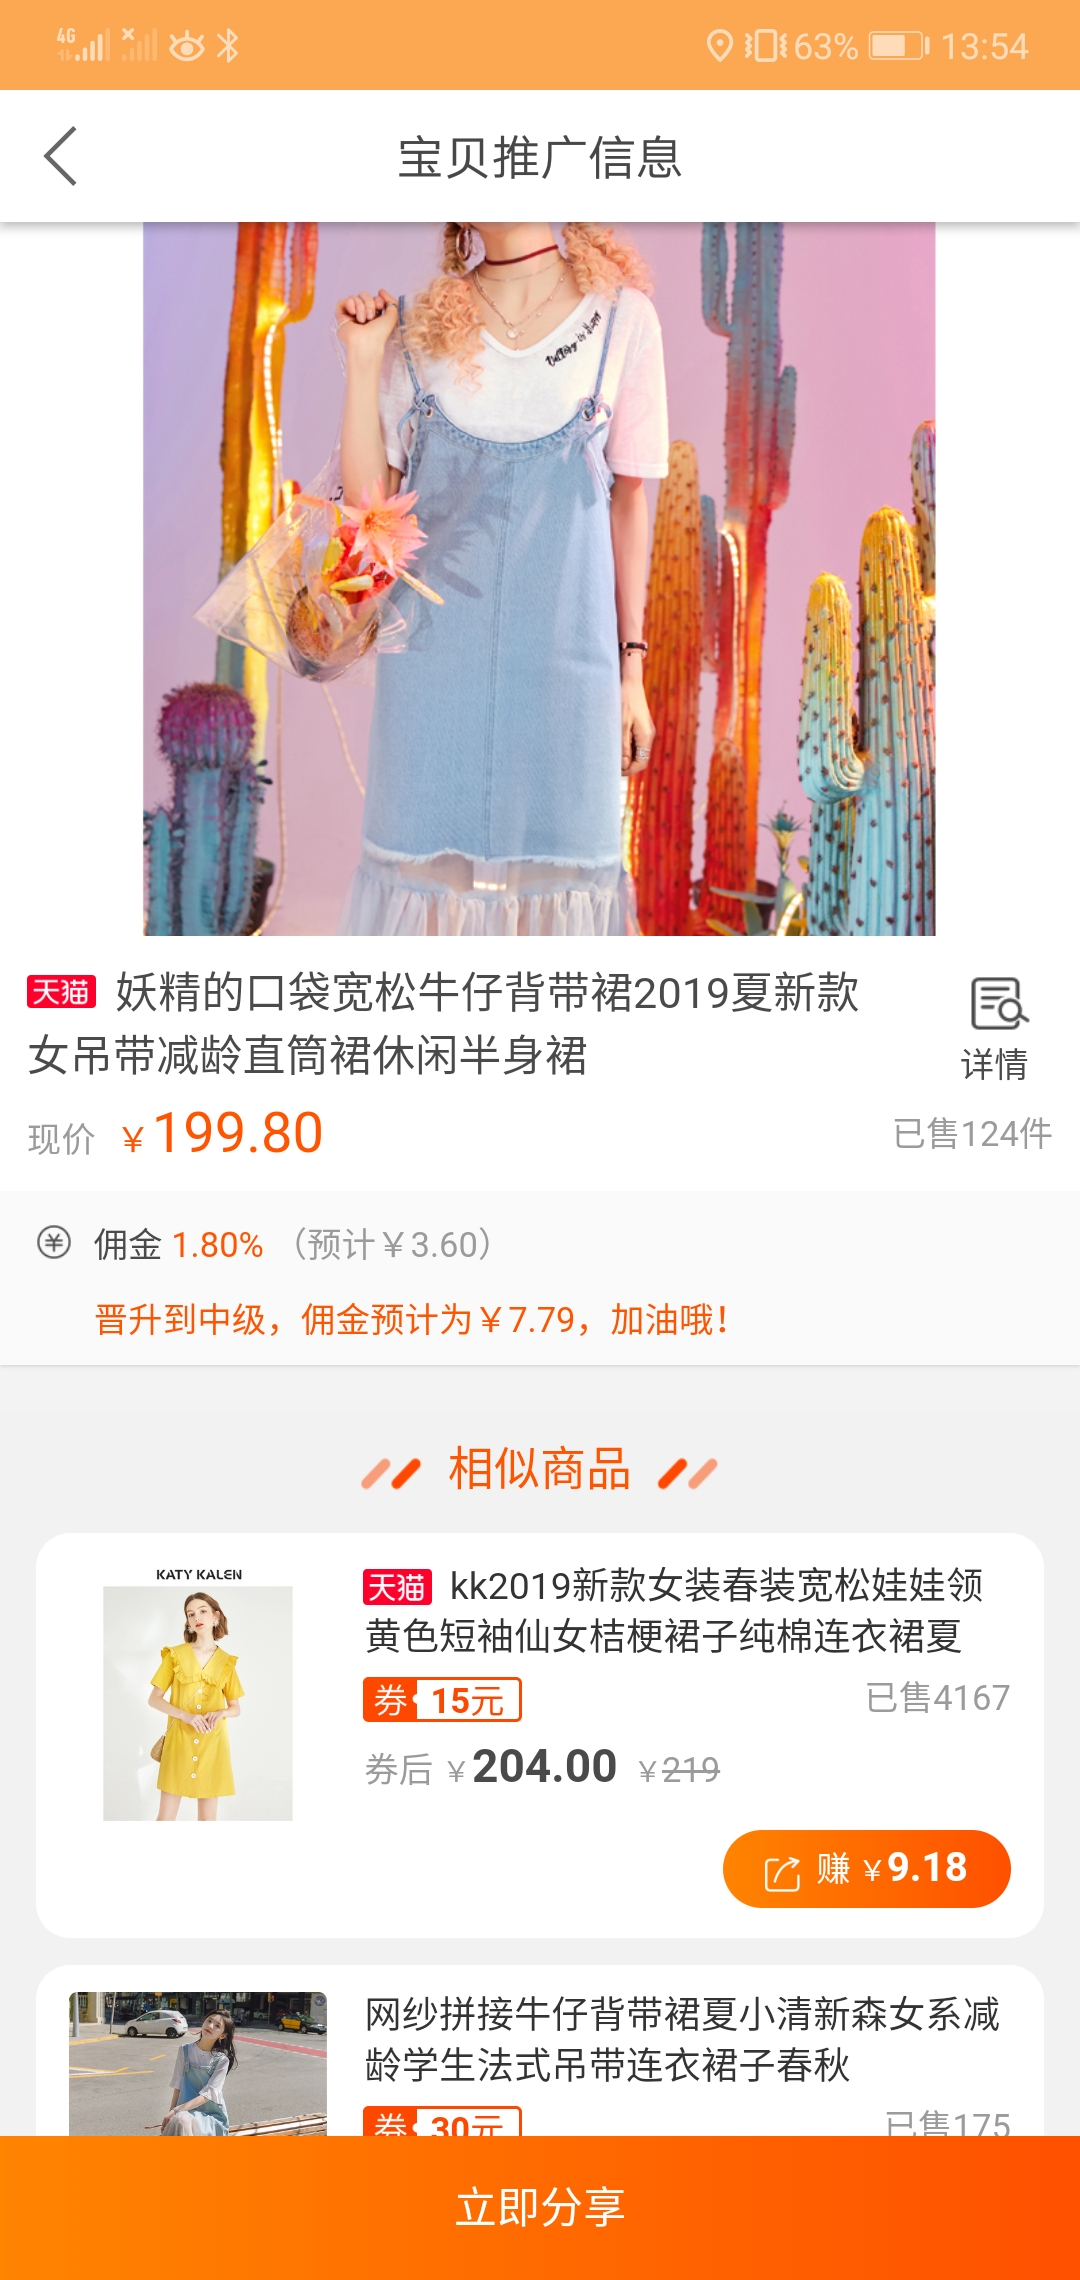 4G 63% 13:54
宝贝推广信息
天猫 妖精的口袋宽松牛仔背带裙2019夏新款
女吊带减龄直筒裙休闲半身裙
详情
现价 ¥199.80
已售124件
佣金 1.80% （预计¥3.60）
晋升到中级，佣金预计为¥7.79，加油哦！
相似商品
KATY KALEN
天猫 kk2019新款女装春装宽松娃娃领
黄色短袖仙女桔梗裙子纯棉连衣裙夏
券 15元
已售4167
券后 ¥204.00 ¥219
赚 ¥9.18
网纱拼接牛仔背带裙夏小清新森女系减
龄学生法式吊带连衣裙子春秋
券 30元
已售175
立即分享